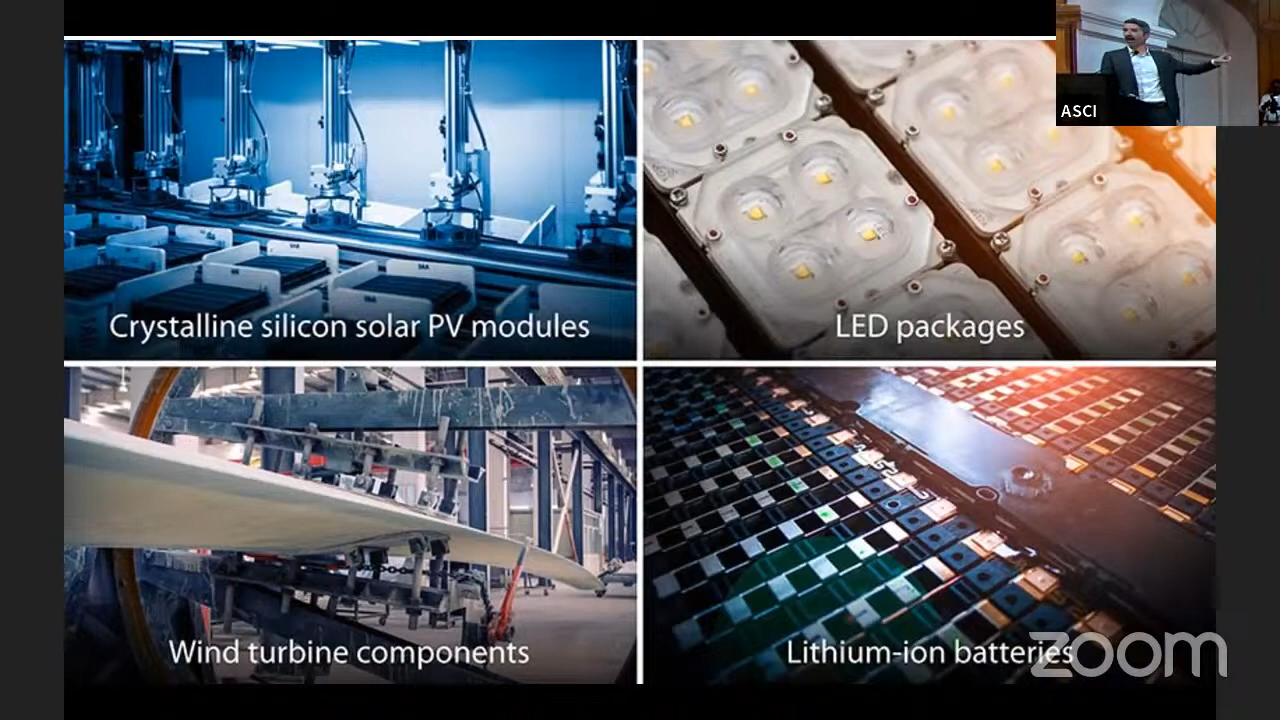 ASCI
Crystalline silicon solar PV modules
LED packages
Wind turbine components
Lithium-ion batteries
zoom